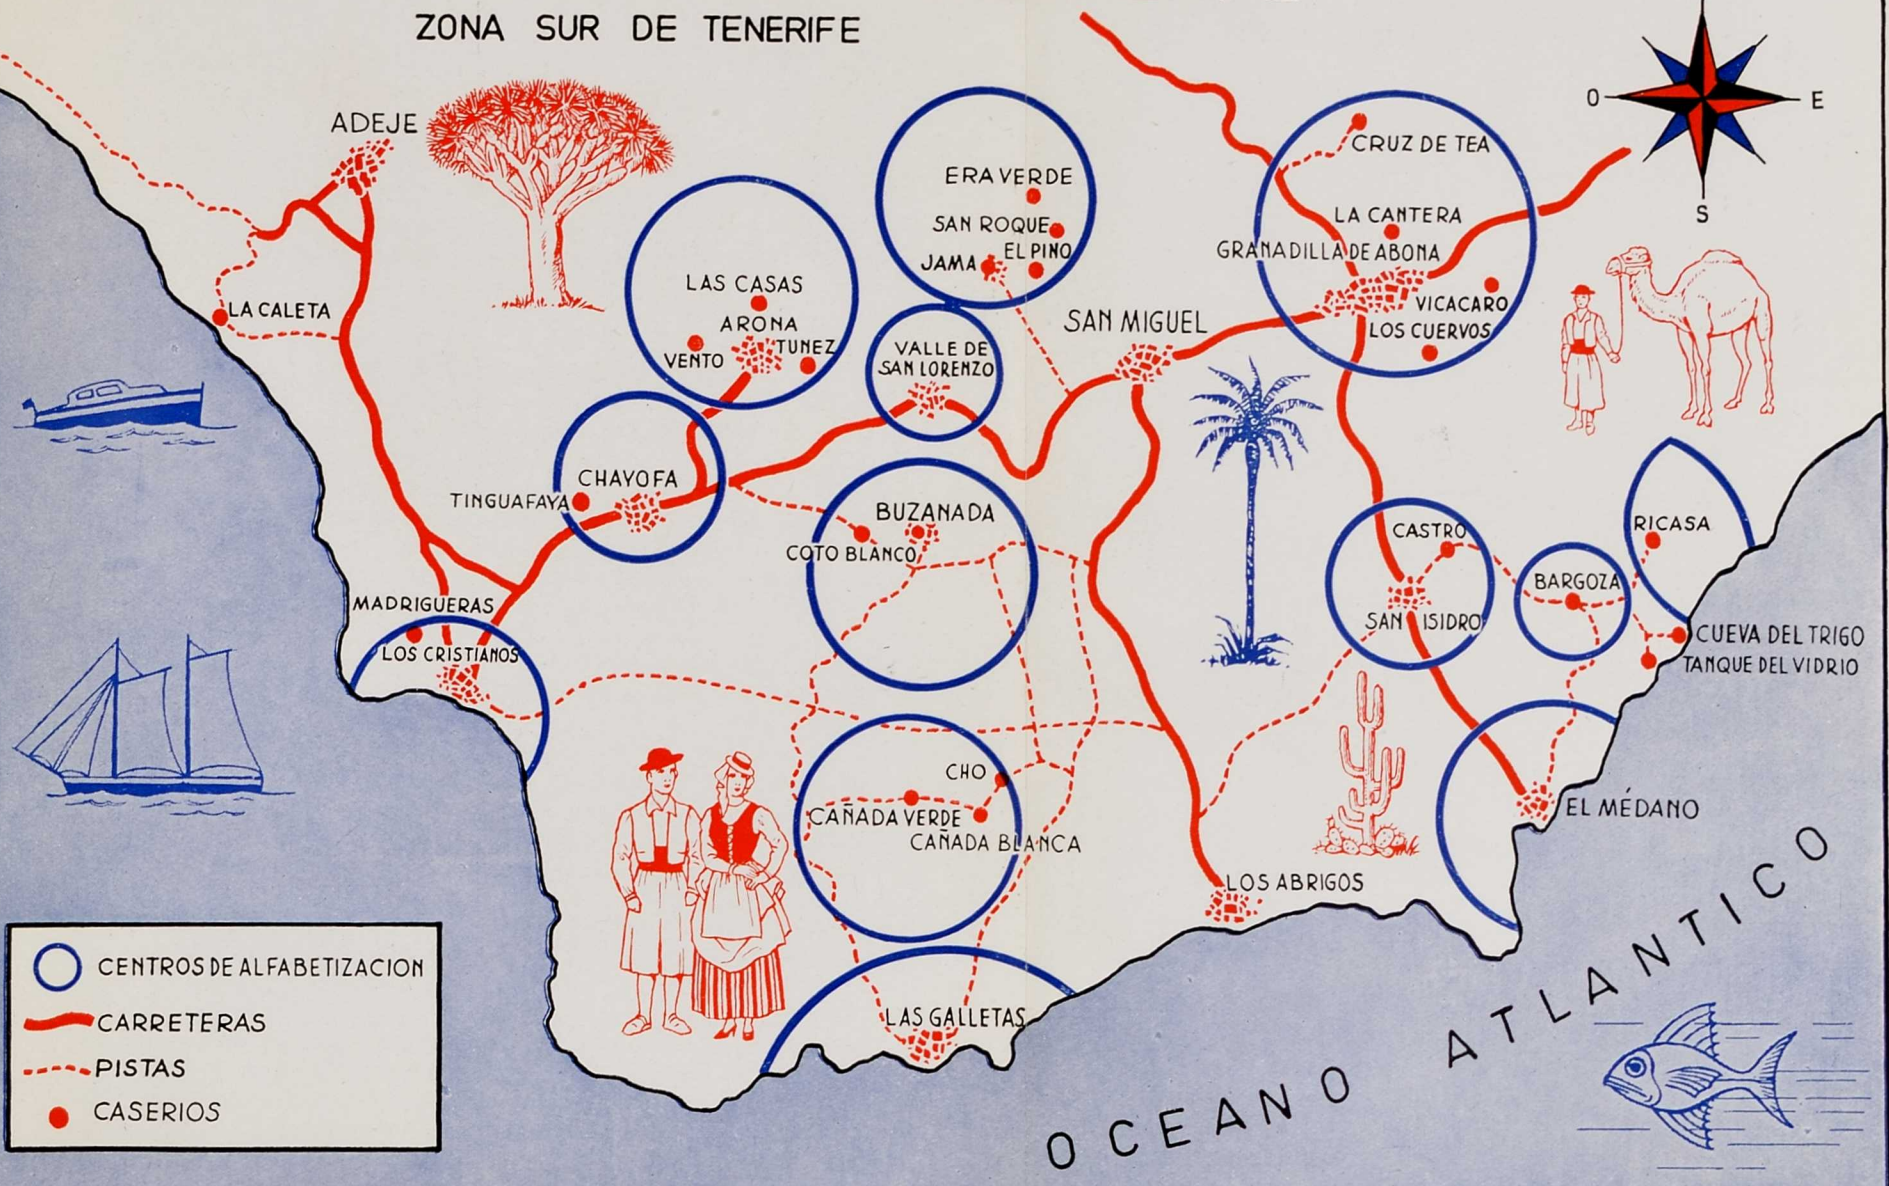 ZONA SUR DE TENERIFE
O
E
S
ADEJE
CRUZ DE TEA
ERA VERDE
SAN ROQUE
EL PINO
JAMA
LA CANTERA
GRANADILLA DE ABONA
VICACARO
LOS CUERVOS
LAS CASAS
ARONA
TUNEZ
VENTO
LA CALETA
SAN MIGUEL
VALLE DE
SAN LORENZO
CHAYOFA
TINGUAFAYA
BUZANADA
COTO BLANCO
CASTRO
SAN ISIDRO
BARGOZA
RICASA
MADRIGUERAS
LOS CRISTIANOS
CUEVA DEL TRIGO
TANQUE DEL VIDRIO
CHO
CAÑADA VERDE
CAÑADA BLANCA
EL MÉDANO
LOS ABRIGOS
LAS GALLETAS
OCEANO ATLANTICO
CENTROS DE ALFABETIZACION
CARRETERAS
PISTAS
CASERIOS